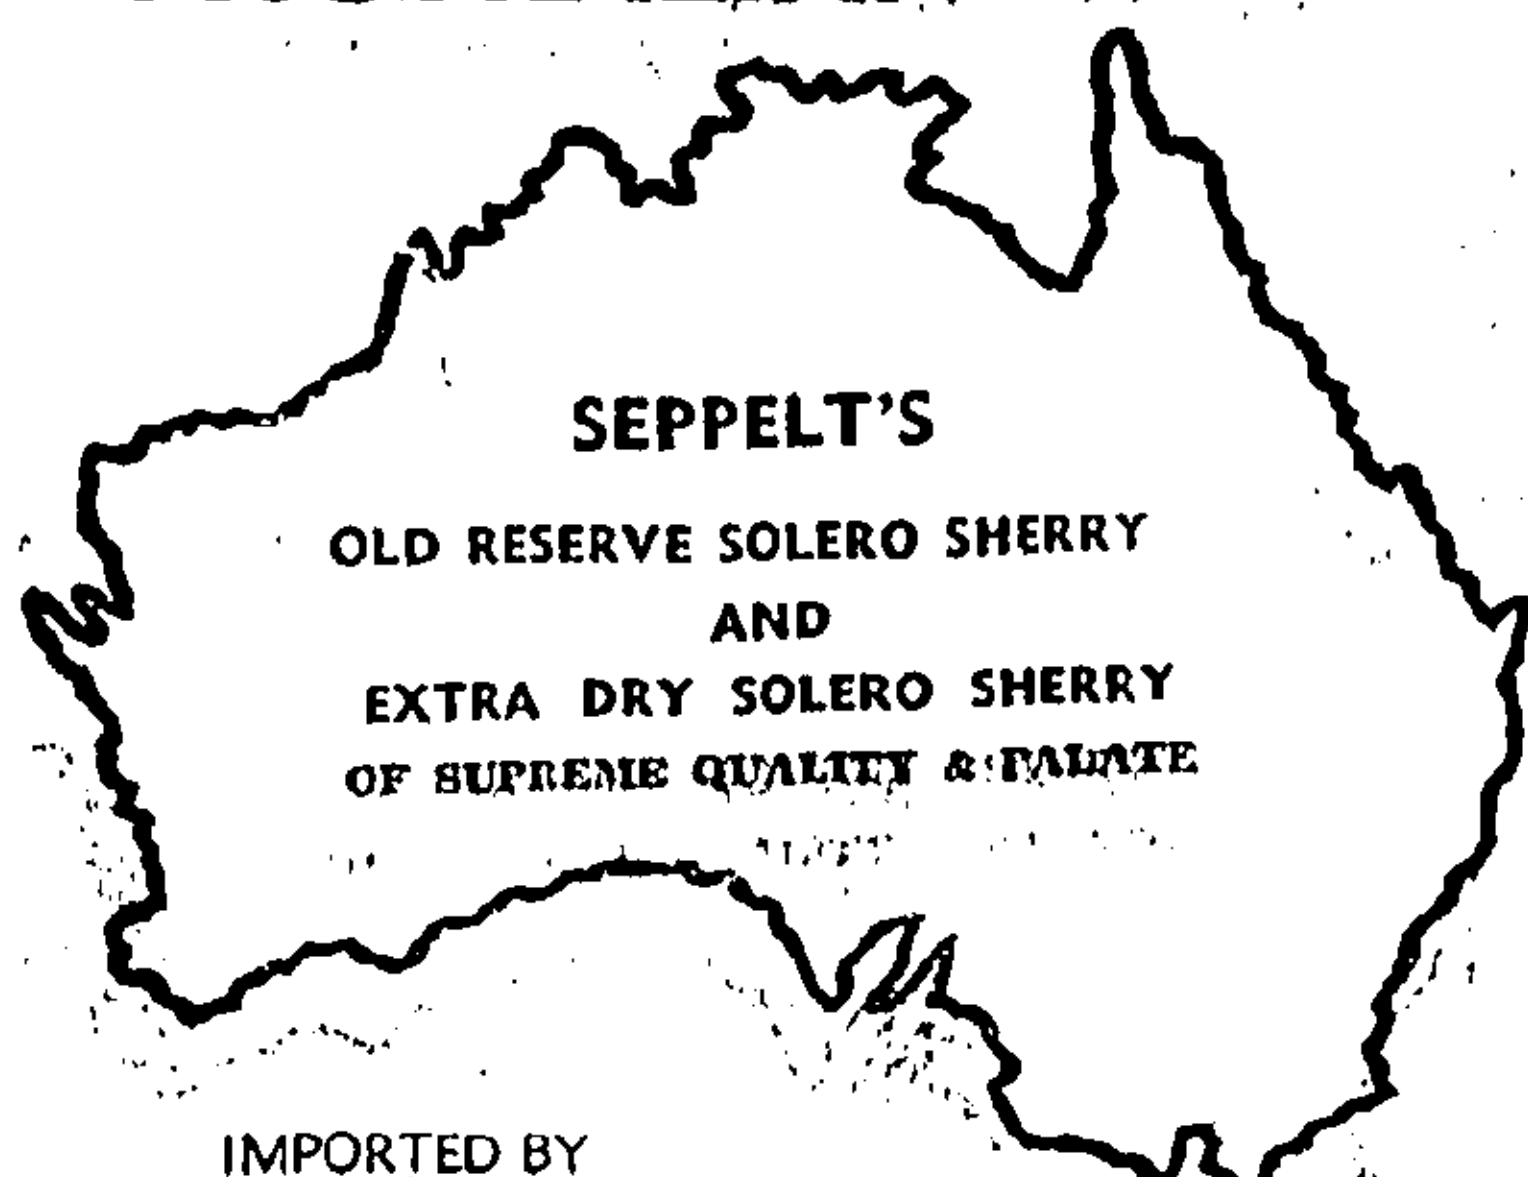 SEPPELT'S
OLD RESERVE SOLERO SHERRY
AND
EXTRA DRY SOLERO SHERRY
OF SUPREME QUALITY & PALATE
IMPORTED BY